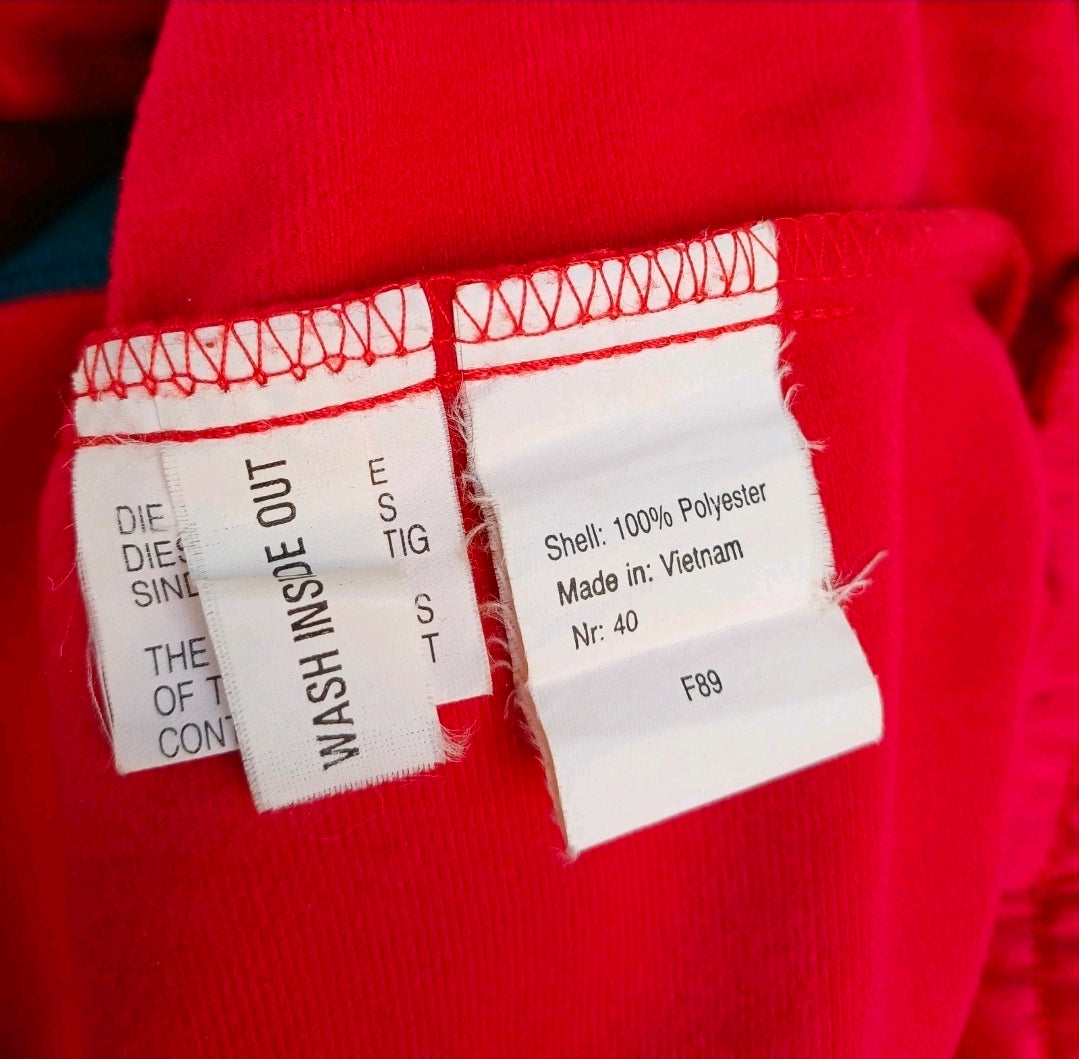 DIE E
DIES S
SIND TIG
THE S
OF T T
CONT
WASH INSIDE OUT
Shell: 100% Polyester
Made in: Vietnam
Nr: 40
F89